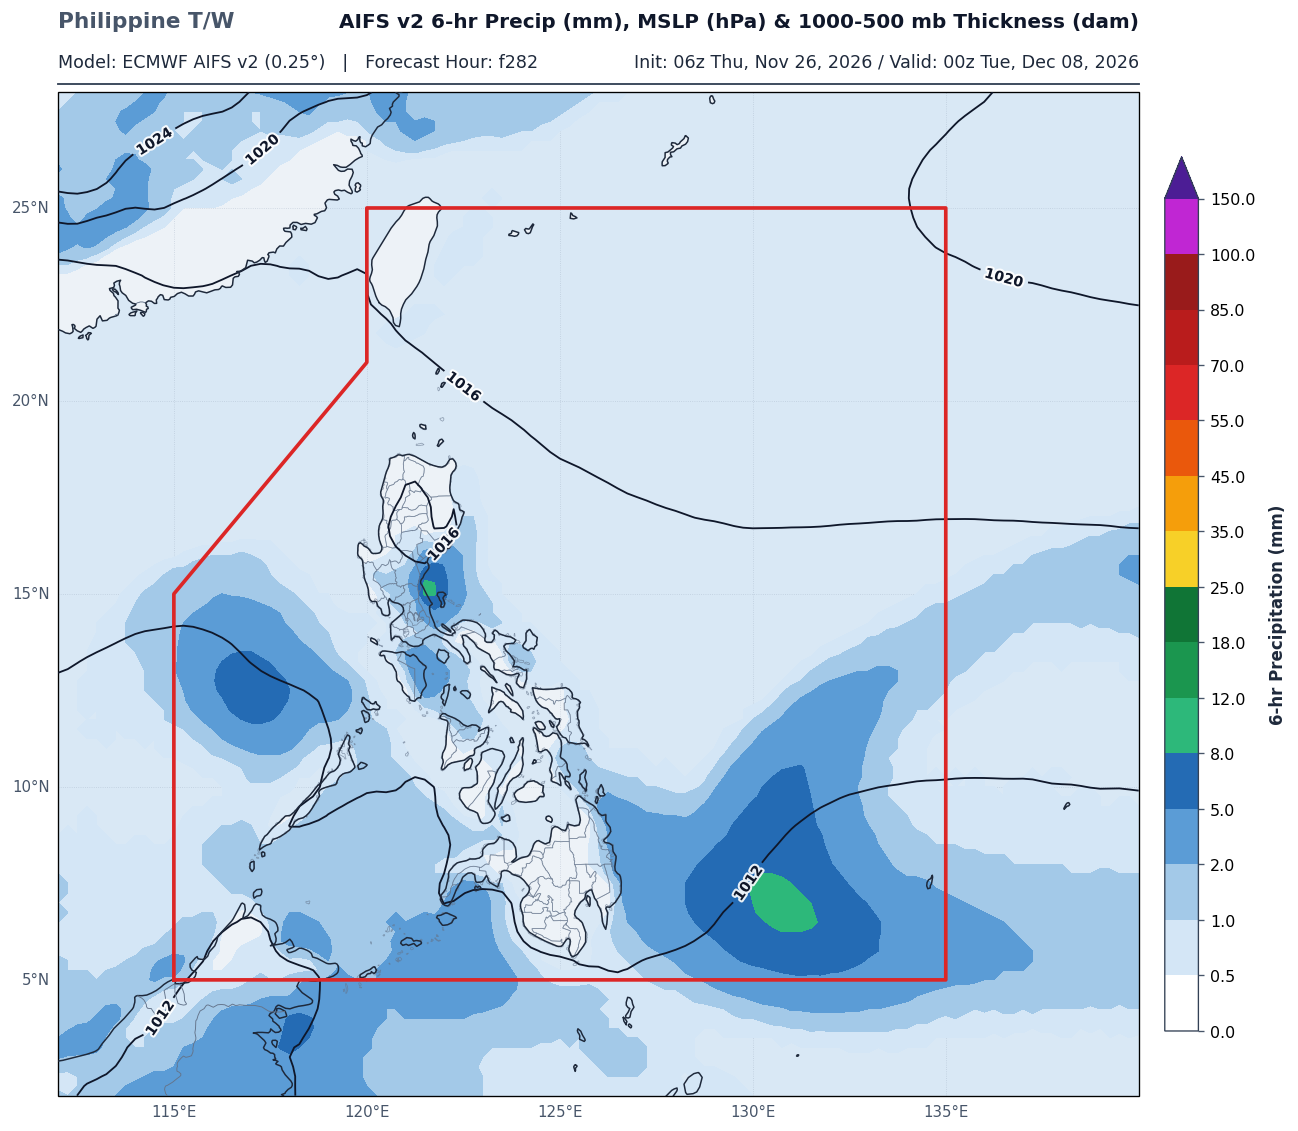 Philippine T/W
AIFS v2 6-hr Precip (mm), MSLP (hPa) & 1000-500 mb Thickness (dam)
Model: ECMWF AIFS v2 (0.25°)   |   Forecast Hour: f282
Init: 06z Thu, Nov 26, 2026 / Valid: 00z Tue, Dec 08, 2026
1024
1020
1020
1016
1016
1012
1012
25°N
20°N
15°N
10°N
5°N
115°E
120°E
125°E
130°E
135°E
150.0
100.0
85.0
70.0
55.0
45.0
35.0
25.0
18.0
12.0
8.0
5.0
2.0
1.0
0.5
0.0
6-hr Precipitation (mm)